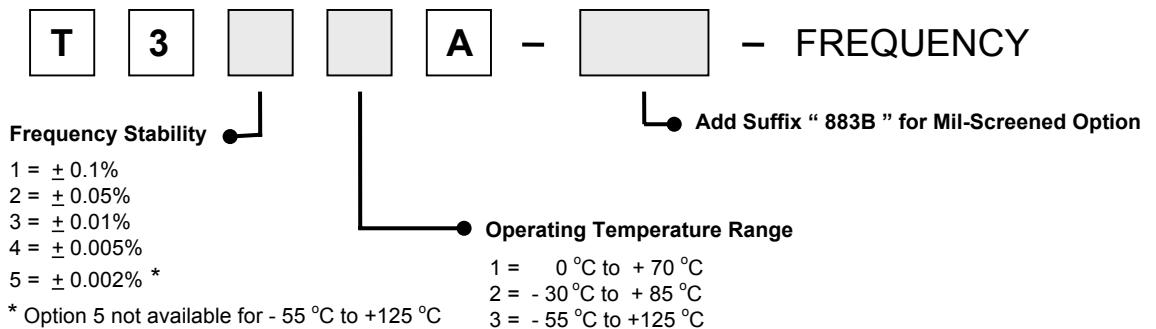 T 3 A – – FREQUENCY
Add Suffix “ 883B ” for Mil-Screened Option
Frequency Stability
1 = ± 0.1%
2 = ± 0.05%
3 = ± 0.01%
4 = ± 0.005%
5 = ± 0.002% *
* Option 5 not available for - 55 °C to +125 °C
Operating Temperature Range
1 = 0 °C to + 70 °C
2 = - 30 °C to + 85 °C
3 = - 55 °C to +125 °C